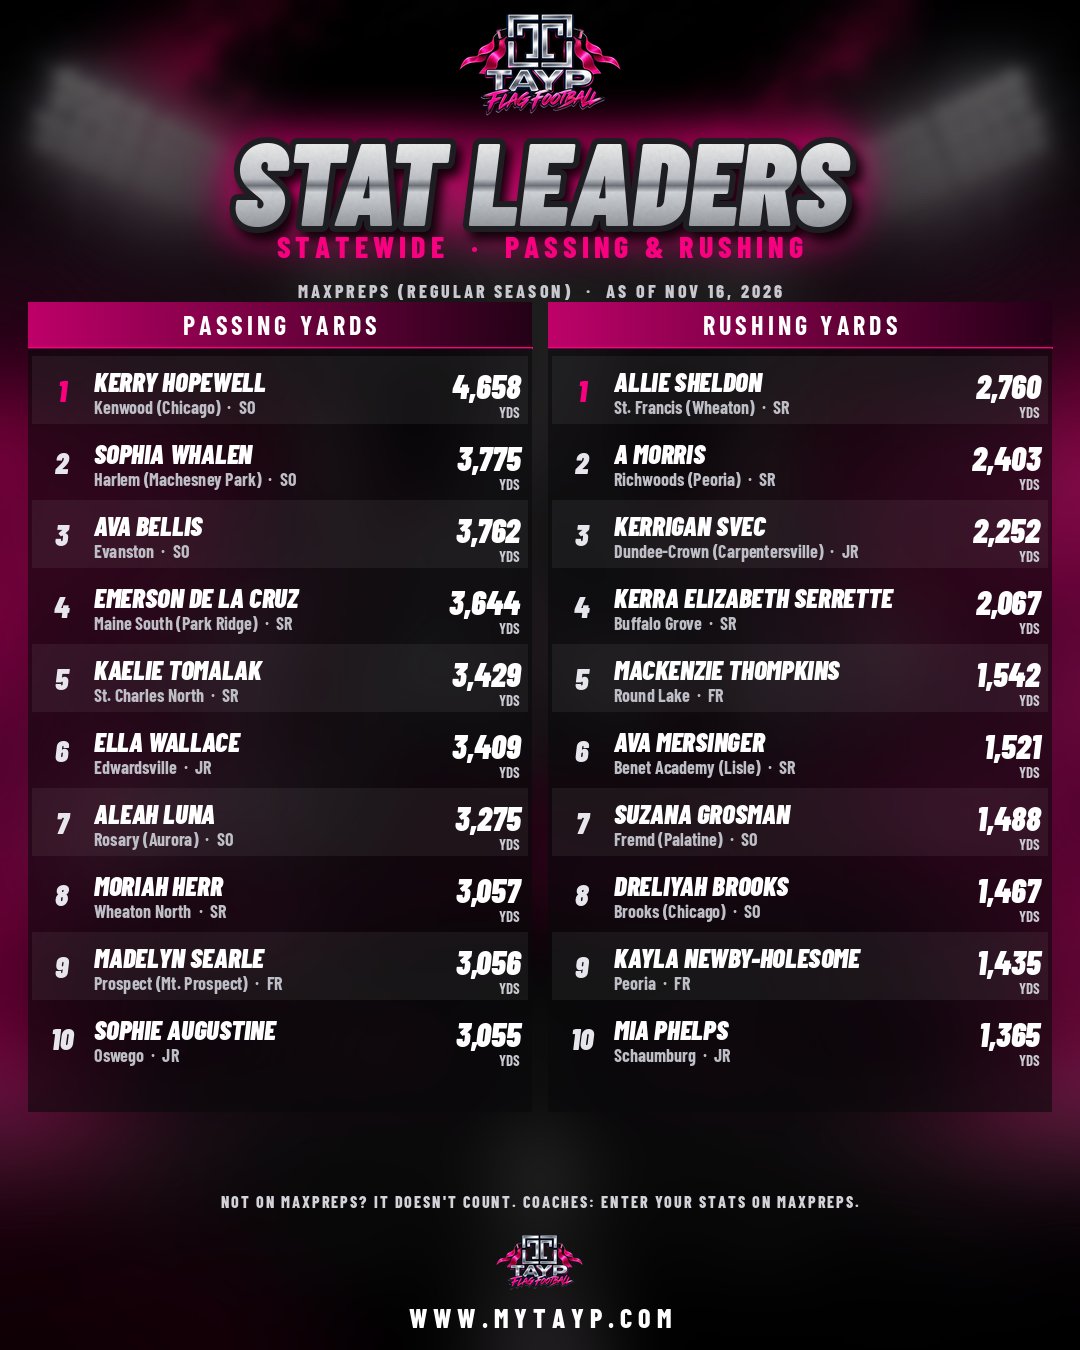 TAYP
FLAG FOOTBALL
STAT LEADERS
STATEWIDE · PASSING & RUSHING
MAXPREPS (REGULAR SEASON) · AS OF NOV 16, 2026
PASSING YARDS
1 KERRY HOPEWELL 4,658
Kenwood (Chicago) · SO YDS
2 SOPHIA WHALEN 3,775
Harlem (Machesney Park) · SO YDS
3 AVA BELLIS 3,762
Evanston · SO YDS
4 EMERSON DE LA CRUZ 3,644
Maine South (Park Ridge) · SR YDS
5 KAELIE TOMALAK 3,429
St. Charles North · SR YDS
6 ELLA WALLACE 3,409
Edwardsville · JR YDS
7 ALEAH LUNA 3,275
Rosary (Aurora) · SO YDS
8 MORIAH HERR 3,057
Wheaton North · SR YDS
9 MADELYN SEARLE 3,056
Prospect (Mt. Prospect) · FR YDS
10 SOPHIE AUGUSTINE 3,055
Oswego · JR YDS
RUSHING YARDS
1 ALLIE SHELDON 2,760
St. Francis (Wheaton) · SR YDS
2 A MORRIS 2,403
Richwoods (Peoria) · SR YDS
3 KERRIGAN SVEC 2,252
Dundee-Crown (Carpentersville) · JR YDS
4 KERRA ELIZABETH SERRETTE 2,067
Buffalo Grove · SR YDS
5 MACKENZIE THOMPKINS 1,542
Round Lake · FR YDS
6 AVA MERSINGER 1,521
Benet Academy (Lisle) · SR YDS
7 SUZANA GROSMAN 1,488
Fremd (Palatine) · SO YDS
8 DRELIYAH BROOKS 1,467
Brooks (Chicago) · SO YDS
9 KAYLA NEWBY-HOLESOME 1,435
Peoria · FR YDS
10 MIA PHELPS 1,365
Schaumburg · JR YDS
NOT ON MAXPREPS? IT DOESN'T COUNT. COACHES: ENTER YOUR STATS ON MAXPREPS.
TAYP
FLAG FOOTBALL
WWW.MYTAYP.COM